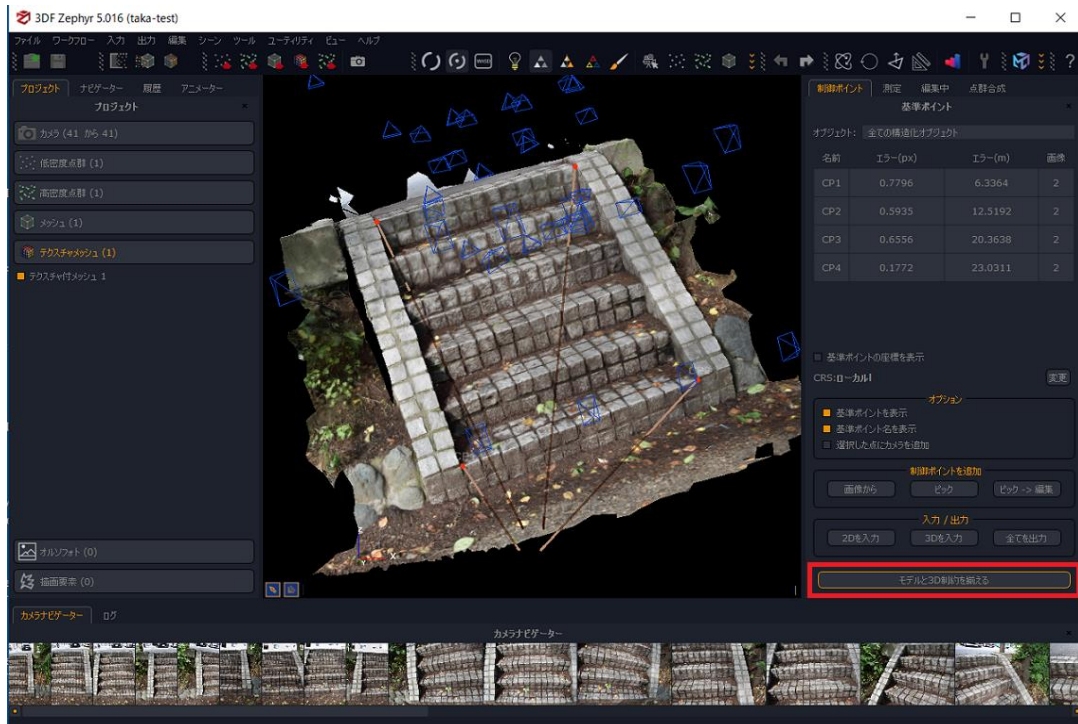 3DF Zephyr 5.016 (taka-test)
ファイル ワークフロー 入力 出力 編集 シーン ツール ユーティリティ ビュー ヘルプ
プロジェクト ナビゲーター 履歴 アニメーター
プロジェクト
カメラ (41 から 41)
低密度点群 (1)
高密度点群 (1)
メッシュ (1)
テクスチャメッシュ (1)
テクスチャ付メッシュ 1
オルソフォト (0)
描画要素 (0)
制御ポイント 測定 編集中 点群合成
基準ポイント
オブジェクト: 全ての構造化オブジェクト
名前 エラー(px) エラー(m) 画像
CP1 0.7796 6.3364 2
CP2 0.5935 12.5192 2
CP3 0.6556 20.3638 2
CP4 0.1772 23.0311 2
基準ポイントの座標を表示
CRS:ローカル1 変更
オプション
基準ポイントを表示
基準ポイント名を表示
選択した点にカメラを追加
制御ポイントを追加
画像から ピック ピック -> 編集
入力 / 出力
2Dを入力 3Dを入力 全てを出力
モデルと3D制約を揃える
カメラナビゲーター ログ
カメラナビゲーター